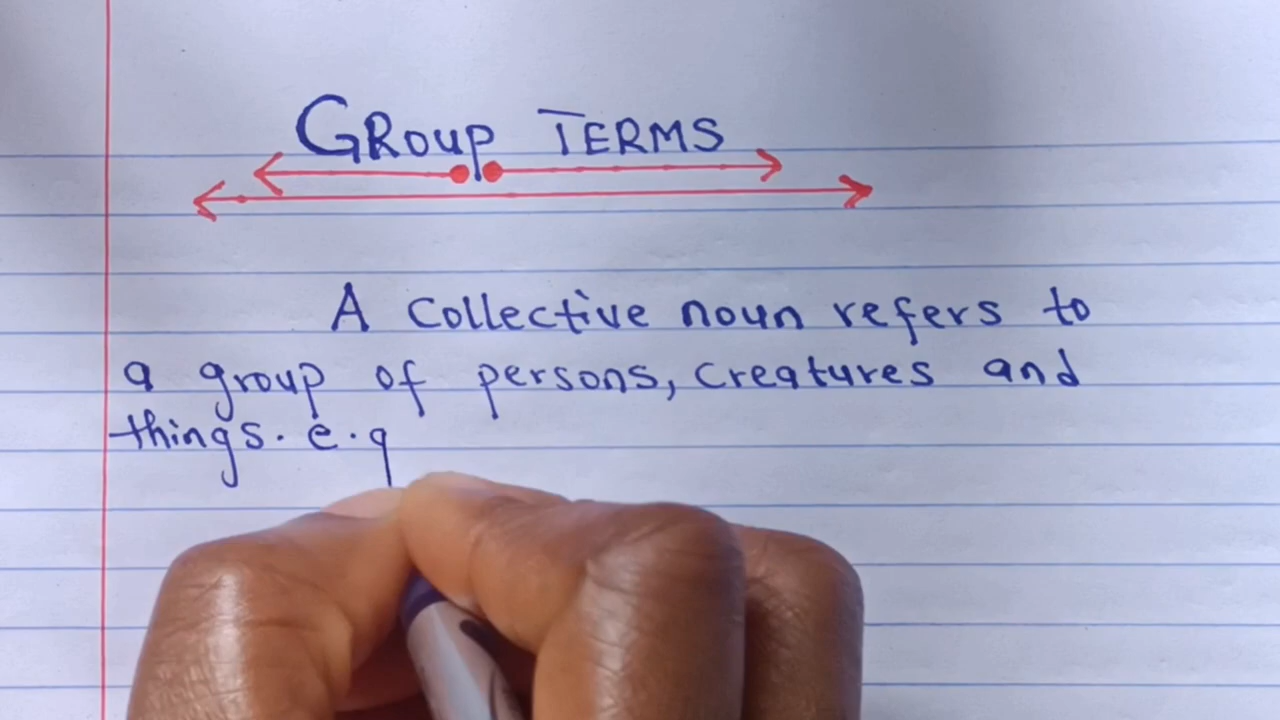 GROUP TERMS
A collective noun refers to
a group of persons, creatures and
things. e.g